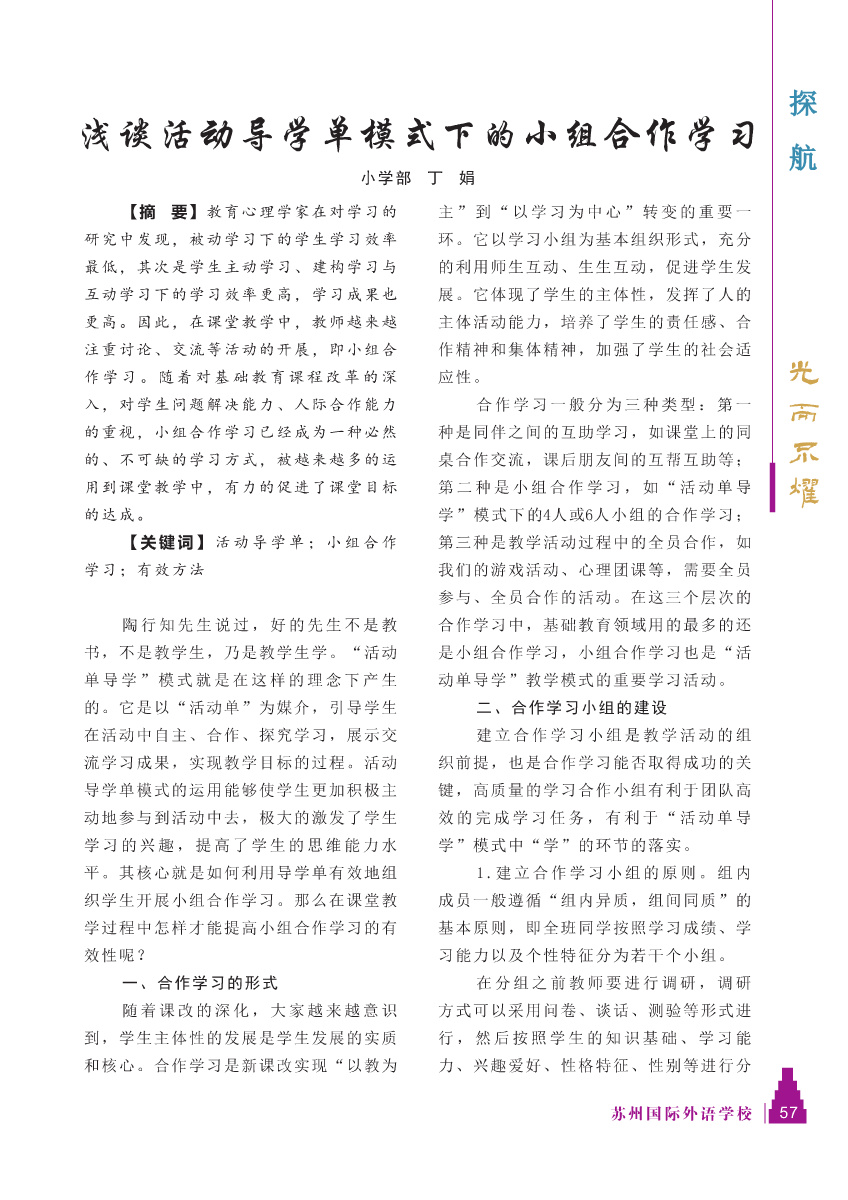 浅谈活动导学单模式下的小组合作学习
小学部 丁 娟
【摘 要】教育心理学家在对学习的
研究中发现，被动学习下的学生学习效率
最低，其次是学生主动学习、建构学习与
互动学习下的学习效率更高，学习成果也
更高。因此，在课堂教学中，教师越来越
注重讨论、交流等活动的开展，即小组合
作学习。随着对基础教育课程改革的深
入，对学生问题解决能力、人际合作能力
的重视，小组合作学习已经成为一种必然
的、不可缺的学习方式，被越来越多的运
用到课堂教学中，有力的促进了课堂目标
的达成。
【关键词】活动导学单；小组合作
学习；有效方法
陶行知先生说过，好的先生不是教
书，不是教学生，乃是教学生学。“活动
单导学”模式就是在这样的理念下产生
的。它是以“活动单”为媒介，引导学生
在活动中自主、合作、探究学习，展示交
流学习成果，实现教学目标的过程。活动
导学单模式的运用能够使学生更加积极主
动地参与到活动中去，极大的激发了学生
学习的兴趣，提高了学生的思维能力水
平。其核心就是如何利用导学单有效地组
织学生开展小组合作学习。那么在课堂教
学过程中怎样才能提高小组合作学习的有
效性呢？
一、合作学习的形式
随着课改的深化，大家越来越意识
到，学生主体性的发展是学生发展的实质
和核心。合作学习是新课改实现“以教为
主”到“以学习为中心”转变的重要一
环。它以学习小组为基本组织形式，充分
的利用师生互动、生生互动，促进学生发
展。它体现了学生的主体性，发挥了人的
主体活动能力，培养了学生的责任感、合
作精神和集体精神，加强了学生的社会适
应性。
合作学习一般分为三种类型：第一
种是同伴之间的互助学习，如课堂上的同
桌合作交流，课后朋友间的互帮互助等；
第二种是小组合作学习，如“活动单导
学”模式下的4人或6人小组的合作学习；
第三种是教学活动过程中的全员合作，如
我们的游戏活动、心理团课等，需要全员
参与、全员合作的活动。在这三个层次的
合作学习中，基础教育领域用的最多的还
是小组合作学习，小组合作学习也是“活
动单导学”教学模式的重要学习活动。
二、合作学习小组的建设
建立合作学习小组是教学活动的组
织前提，也是合作学习能否取得成功的关
键，高质量的学习合作小组有利于团队高
效的完成学习任务，有利于“活动单导
学”模式中“学”的环节的落实。
1.建立合作学习小组的原则。组内
成员一般遵循“组内异质，组间同质”的
基本原则，即全班同学按照学习成绩、学
习能力以及个性特征分为若干个小组。
在分组之前教师要进行调研，调研
方式可以采用问卷、谈话、测验等形式进
行，然后按照学生的知识基础、学习能
力、兴趣爱好、性格特征、性别等进行分
探航
光而不耀
苏州国际外语学校 57